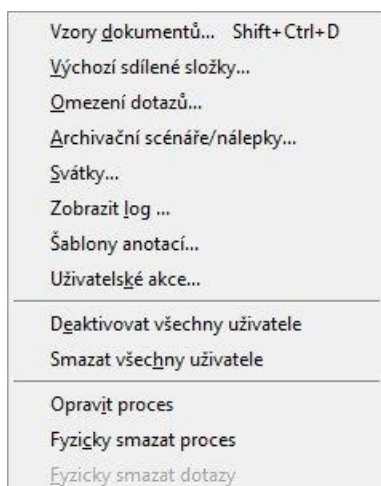 Vzory dokumentů... Shift+Ctrl+D
Výchozí sdílené složky...
Omezení dotazů...
Archivační scénáře/nálepky...
Svátky...
Zobrazit log ...
Šablony anotací...
Uživatelské akce...
Deaktivovat všechny uživatele
Smazat všechny uživatele
Opravit proces
Fyzicky smazat proces
Fyzicky smazat dotazy